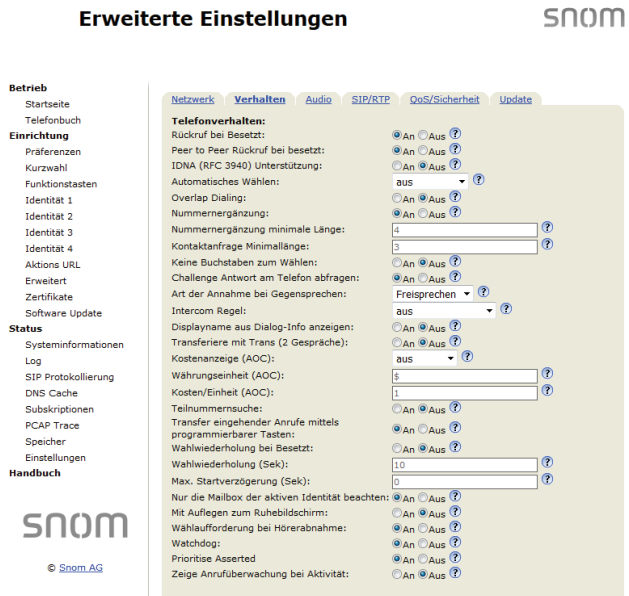 Erweiterte Einstellungen
snom
Betrieb
Startseite
Telefonbuch
Einrichtung
Präferenzen
Kurzwahl
Funktionstasten
Identität 1
Identität 2
Identität 3
Identität 4
Aktions URL
Erweitert
Zertifikate
Software Update
Status
Systeminformationen
Log
SIP Protokollierung
DNS Cache
Subskriptionen
PCAP Trace
Speicher
Einstellungen
Handbuch
snom
© Snom AG
Netzwerk Verhalten Audio SIP/RTP QoS/Sicherheit Update
Telefonverhalten:
Rückruf bei Besetzt: An Aus ?
Peer to Peer Rückruf bei besetzt: An Aus ?
IDNA (RFC 3940) Unterstützung: An Aus ?
Automatisches Wählen: aus ?
Overlap Dialing: An Aus ?
Nummernergänzung: An Aus ?
Nummernergänzung minimale Länge: 4 ?
Kontaktanfrage Minimallänge: 3 ?
Keine Buchstaben zum Wählen: An Aus ?
Challenge Antwort am Telefon abfragen: An Aus ?
Art der Annahme bei Gegensprechen: Freisprechen ?
Intercom Regel: aus ?
Displayname aus Dialog-Info anzeigen: An Aus ?
Transferiere mit Trans (2 Gespräche): An Aus ?
Kostenanzeige (AOC): aus ?
Währungseinheit (AOC): $ ?
Kosten/Einheit (AOC): 1 ?
Teilnummernsuche: An Aus ?
Transfer eingehender Anrufe mittels
programmierbarer Tasten: An Aus ?
Wahlwiederholung bei Besetzt: An Aus ?
Wahlwiederholung (Sek): 10 ?
Max. Startverzögerung (Sek): 0 ?
Nur die Mailbox der aktiven Identität beachten: An Aus ?
Mit Auflegen zum Ruhebildschirm: An Aus ?
Wählaufforderung bei Hörerabnahme: An Aus ?
Watchdog: An Aus ?
Prioritise Asserted An Aus ?
Zeige Anrufüberwachung bei Aktivität: An Aus ?